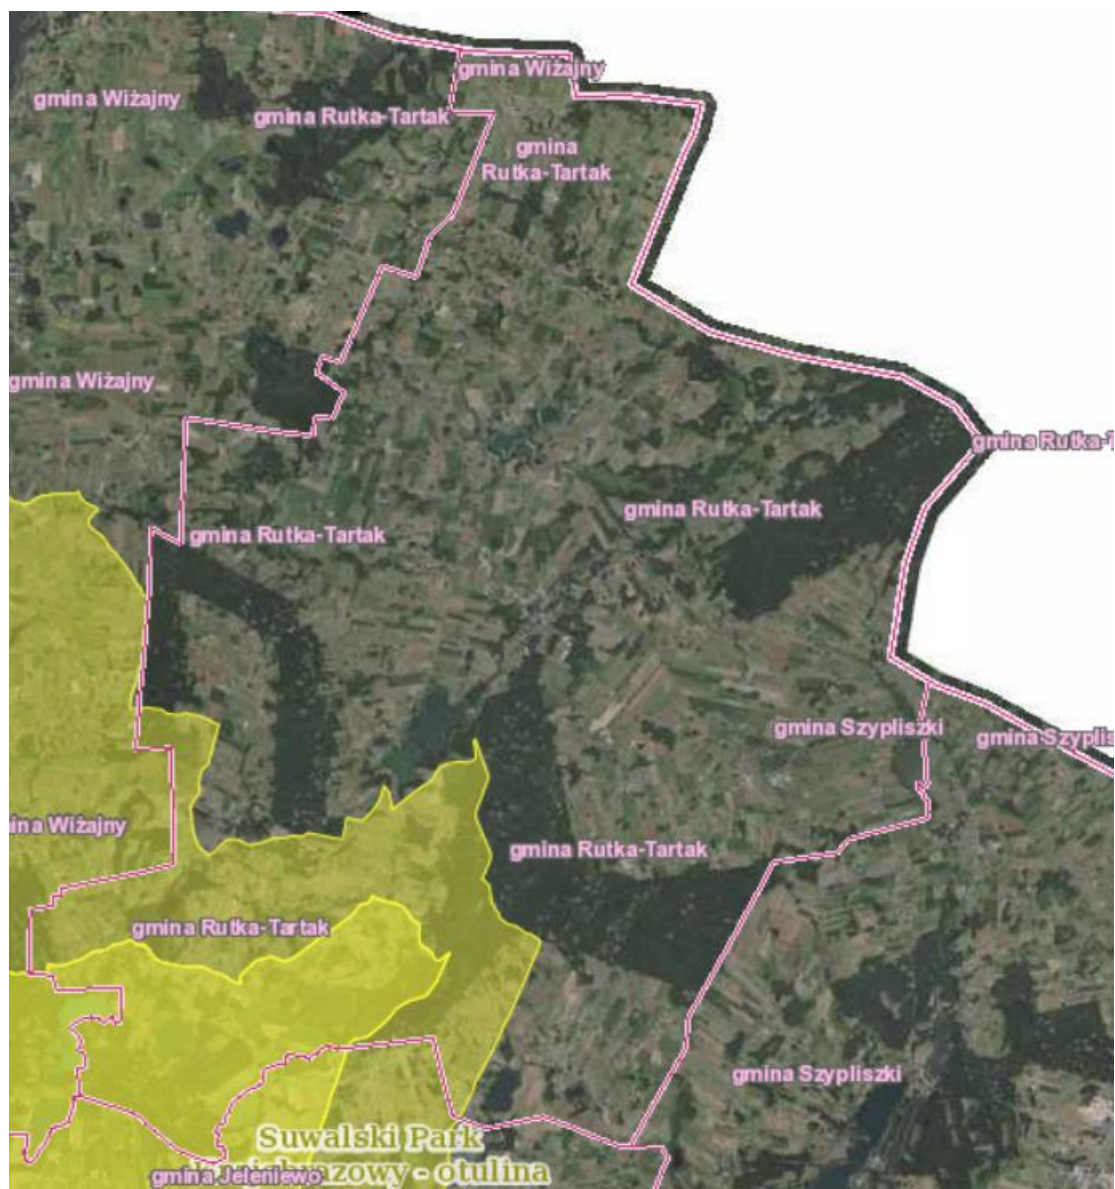 gmina Wiżajny
gmina Wiżajny
gmina Rutka-Tartak
gmina
Rutka-Tartak
gmina Wiżajny
gmina Rutka-T
gmina Rutka-Tartak
gmina Rutka-Tartak
gmina Szypliszki
gmina Szyplis
ina Wiżajny
gmina Rutka-Tartak
gmina Rutka-Tartak
gmina Szypliszki
Suwalski Park
azowy - otulina
gmina Jeleniewo